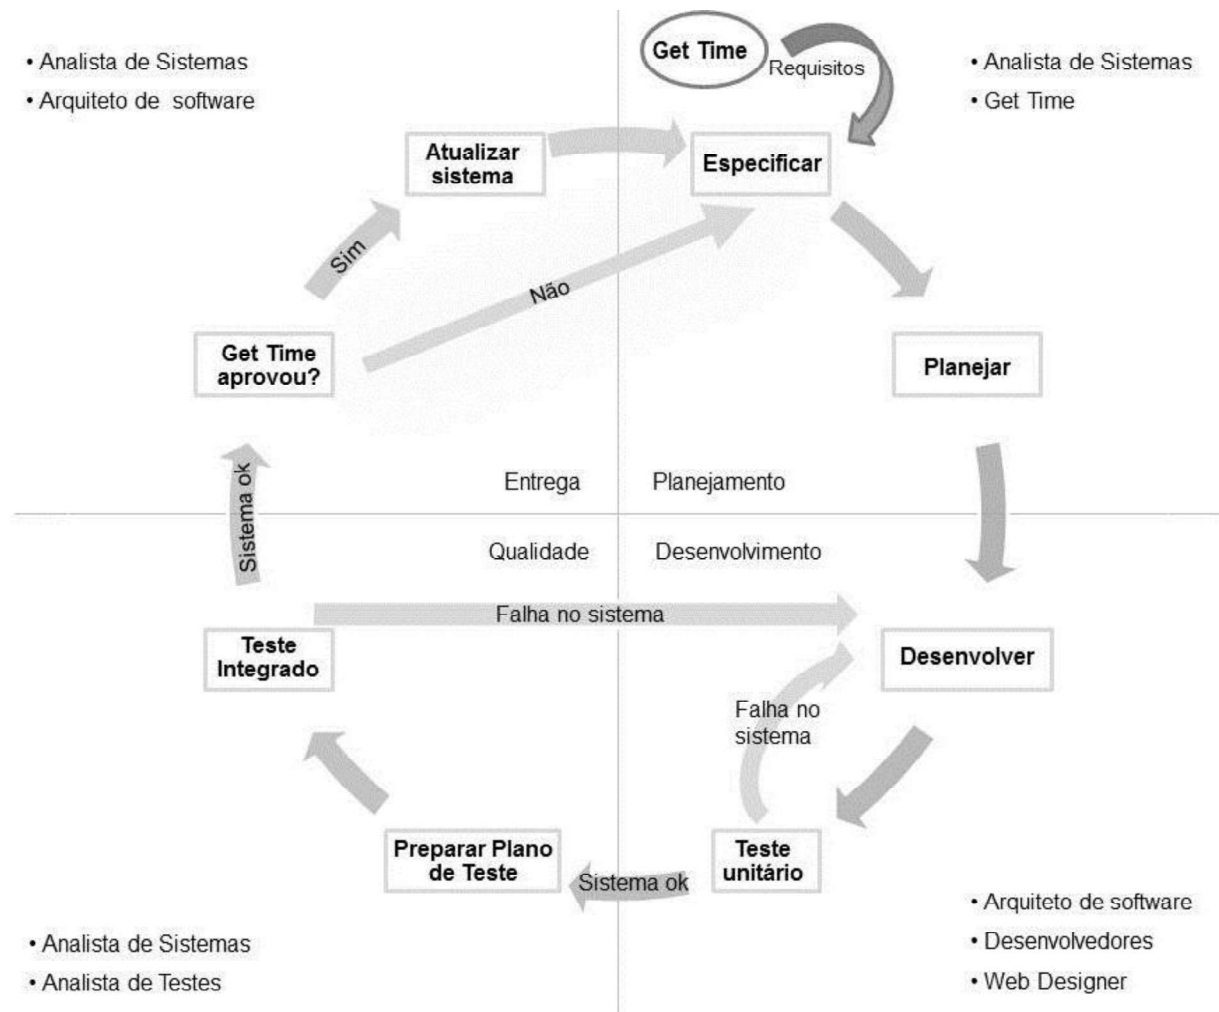 • Analista de Sistemas
• Arquiteto de software
Get Time
Requisitos
• Analista de Sistemas
• Get Time
Atualizar
sistema
Especificar
Sim
Não
Get Time
aprovou?
Planejar
Sistema ok
Entrega
Planejamento
Qualidade
Desenvolvimento
Falha no sistema
Teste
Integrado
Desenvolver
Falha no
sistema
Preparar Plano
de Teste
Sistema ok
Teste
unitário
• Analista de Sistemas
• Analista de Testes
• Arquiteto de software
• Desenvolvedores
• Web Designer